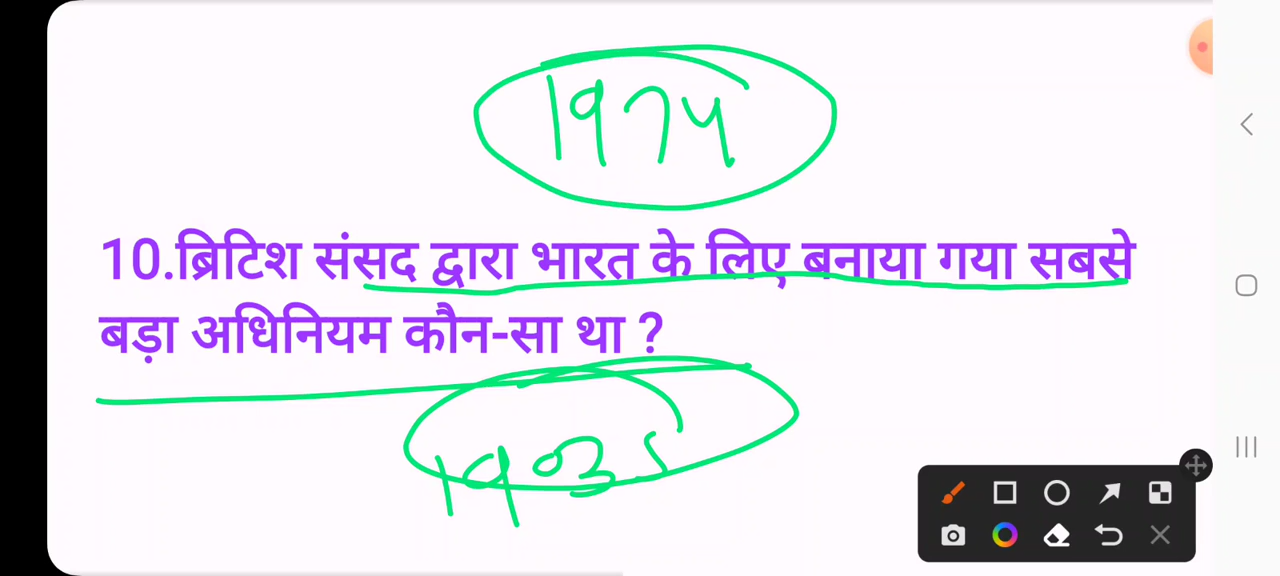 1974
10.ब्रिटिश संसद द्वारा भारत के लिए बनाया गया सबसे
बड़ा अधिनियम कौन-सा था ?
1935